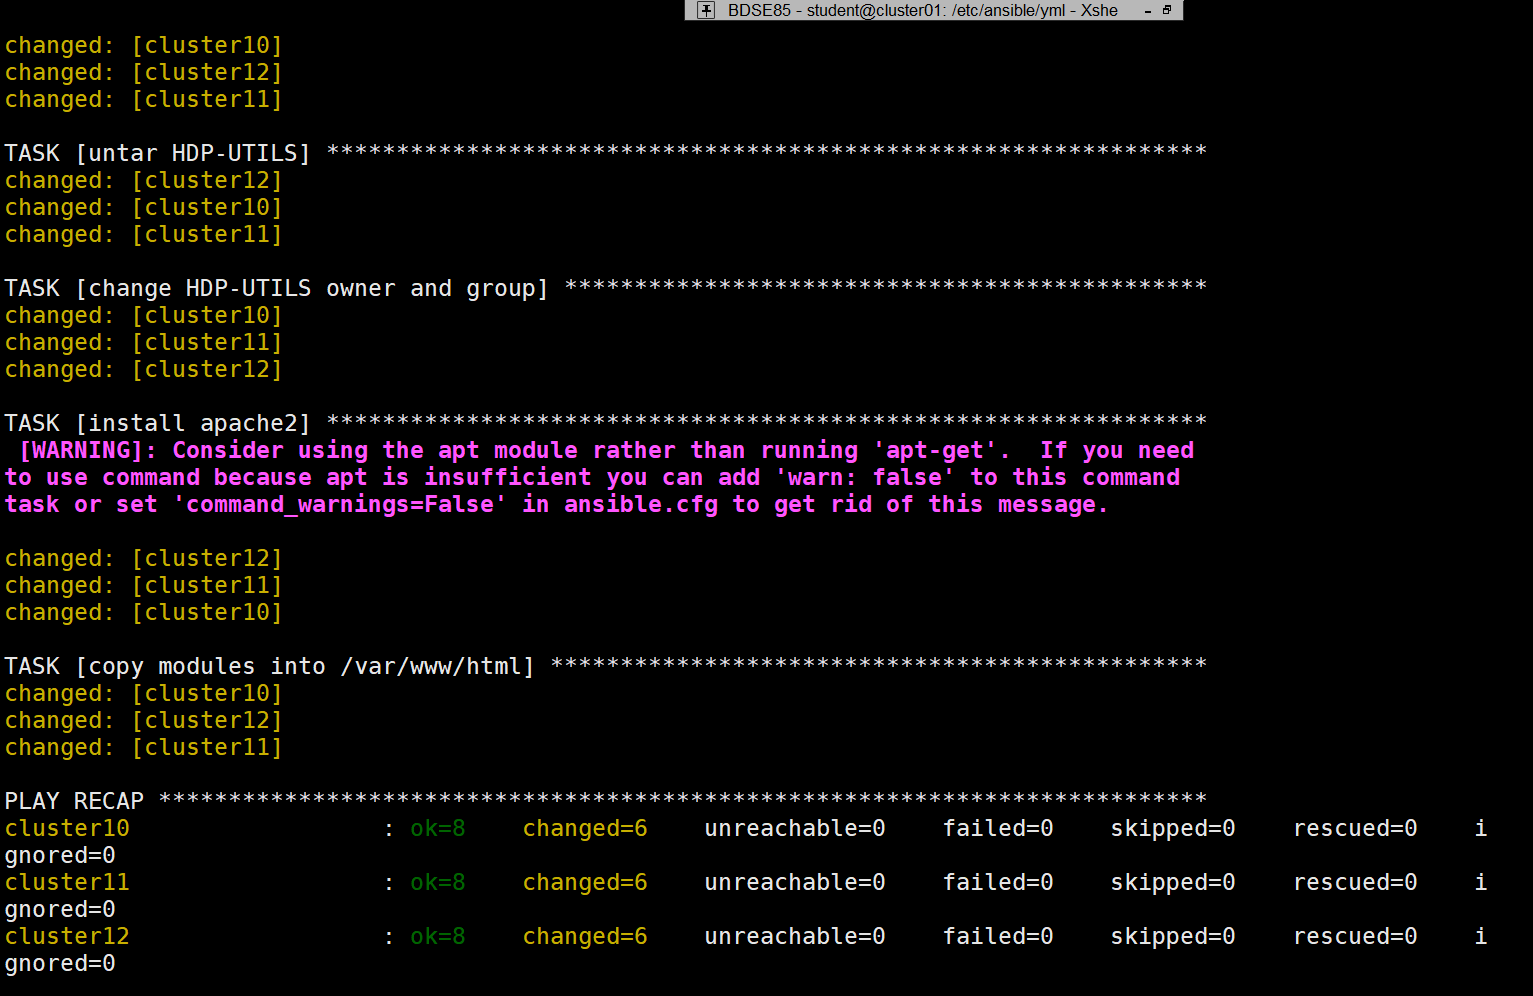 BDSE85 - student@cluster01: /etc/ansible/yml - Xshe
changed: [cluster10]
changed: [cluster12]
changed: [cluster11]
TASK [untar HDP-UTILS] ***************************************************************
changed: [cluster12]
changed: [cluster10]
changed: [cluster11]
TASK [change HDP-UTILS owner and group] **********************************************
changed: [cluster10]
changed: [cluster11]
changed: [cluster12]
TASK [install apache2] ***************************************************************
[WARNING]: Consider using the apt module rather than running 'apt-get'.  If you need
to use command because apt is insufficient you can add 'warn: false' to this command
task or set 'command_warnings=False' in ansible.cfg to get rid of this message.
changed: [cluster12]
changed: [cluster11]
changed: [cluster10]
TASK [copy modules into /var/www/html] ***********************************************
changed: [cluster10]
changed: [cluster12]
changed: [cluster11]
PLAY RECAP ***************************************************************************
cluster10                  : ok=8    changed=6    unreachable=0    failed=0    skipped=0    rescued=0    i
gnored=0
cluster11                  : ok=8    changed=6    unreachable=0    failed=0    skipped=0    rescued=0    i
gnored=0
cluster12                  : ok=8    changed=6    unreachable=0    failed=0    skipped=0    rescued=0    i
gnored=0